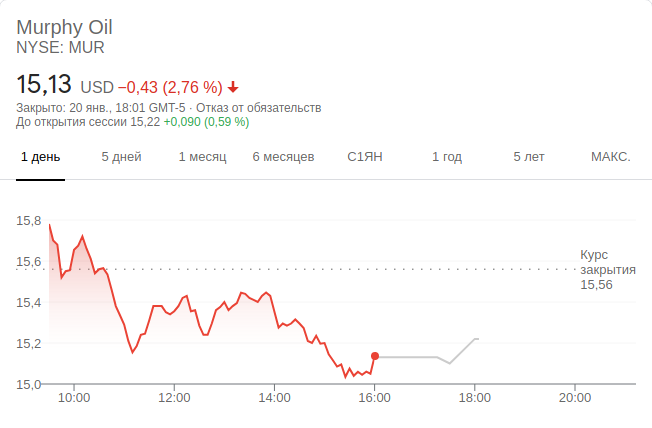 Murphy Oil
NYSE: MUR
15,13 USD −0,43 (2,76 %)
Закрыто: 20 янв., 18:01 GMT-5 · Отказ от обязательств
До открытия сессии 15,22 +0,090 (0,59 %)
1 день 5 дней 1 месяц 6 месяцев С1ЯН 1 год 5 лет МАКС.
15,8
15,6
15,4
15,2
15,0
Курс
закрытия
15,56
10:00 12:00 14:00 16:00 18:00 20:00